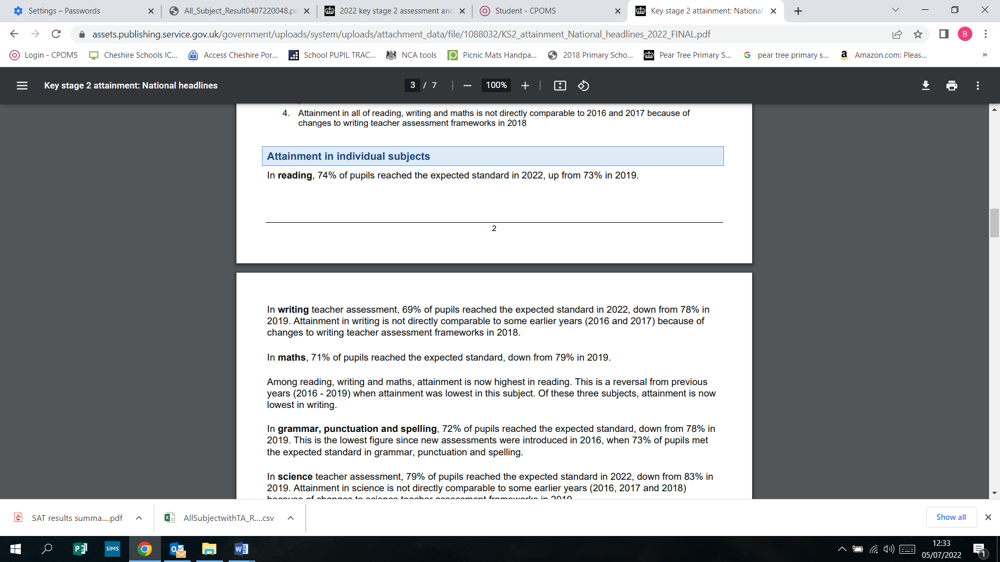 Settings – Passwords
All_Subject_Result0407220048.pd
2022 key stage 2 assessment and
Student - CPOMS
Key stage 2 attainment: National
assets.publishing.service.gov.uk/government/uploads/system/uploads/attachment_data/file/1088032/KS2_attainment_National_headlines_2022_FINAL.pdf
B
Login - CPOMS
Cheshire Schools IC...
Access Cheshire Por...
School PUPIL TRAC...
NCA tools
Picnic Mats Handpa...
2018 Primary Scho...
Pear Tree Primary S...
pear tree primary s...
Amazon.com: Pleas...
»
Key stage 2 attainment: National headlines
3 / 7
100%
4. Attainment in all of reading, writing and maths is not directly comparable to 2016 and 2017 because of
changes to writing teacher assessment frameworks in 2018
Attainment in individual subjects
In reading, 74% of pupils reached the expected standard in 2022, up from 73% in 2019.
2
In writing teacher assessment, 69% of pupils reached the expected standard in 2022, down from 78% in
2019. Attainment in writing is not directly comparable to some earlier years (2016 and 2017) because of
changes to writing teacher assessment frameworks in 2018.
In maths, 71% of pupils reached the expected standard, down from 79% in 2019.
Among reading, writing and maths, attainment is now highest in reading. This is a reversal from previous
years (2016 - 2019) when attainment was lowest in this subject. Of these three subjects, attainment is now
lowest in writing.
In grammar, punctuation and spelling, 72% of pupils reached the expected standard, down from 78% in
2019. This is the lowest figure since new assessments were introduced in 2016, when 73% of pupils met
the expected standard in grammar, punctuation and spelling.
In science teacher assessment, 79% of pupils reached the expected standard in 2022, down from 83% in
2019. Attainment in science is not directly comparable to some earlier years (2016, 2017 and 2018)
because of changes to science teacher assessment frameworks in 2019
SAT results summa....pdf
AllSubjectwithTA_R....csv
Show all
SIMS
12:33
05/07/2022
1